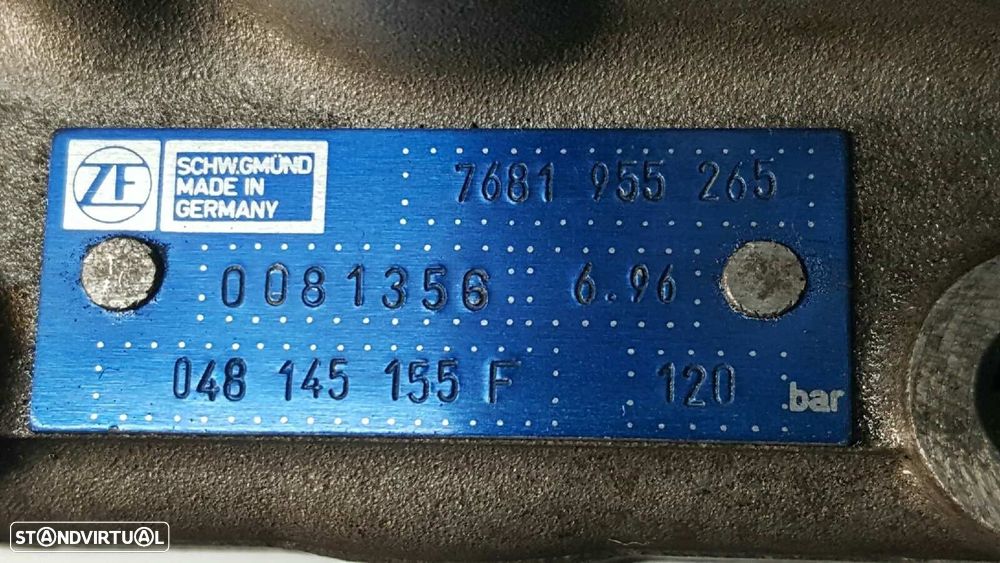 ZF
SCHW.GMÜND
MADE IN
GERMANY
7681 955 265
0081356 6.96
048 145 155 F 120 bar
STANDVIRTUAL